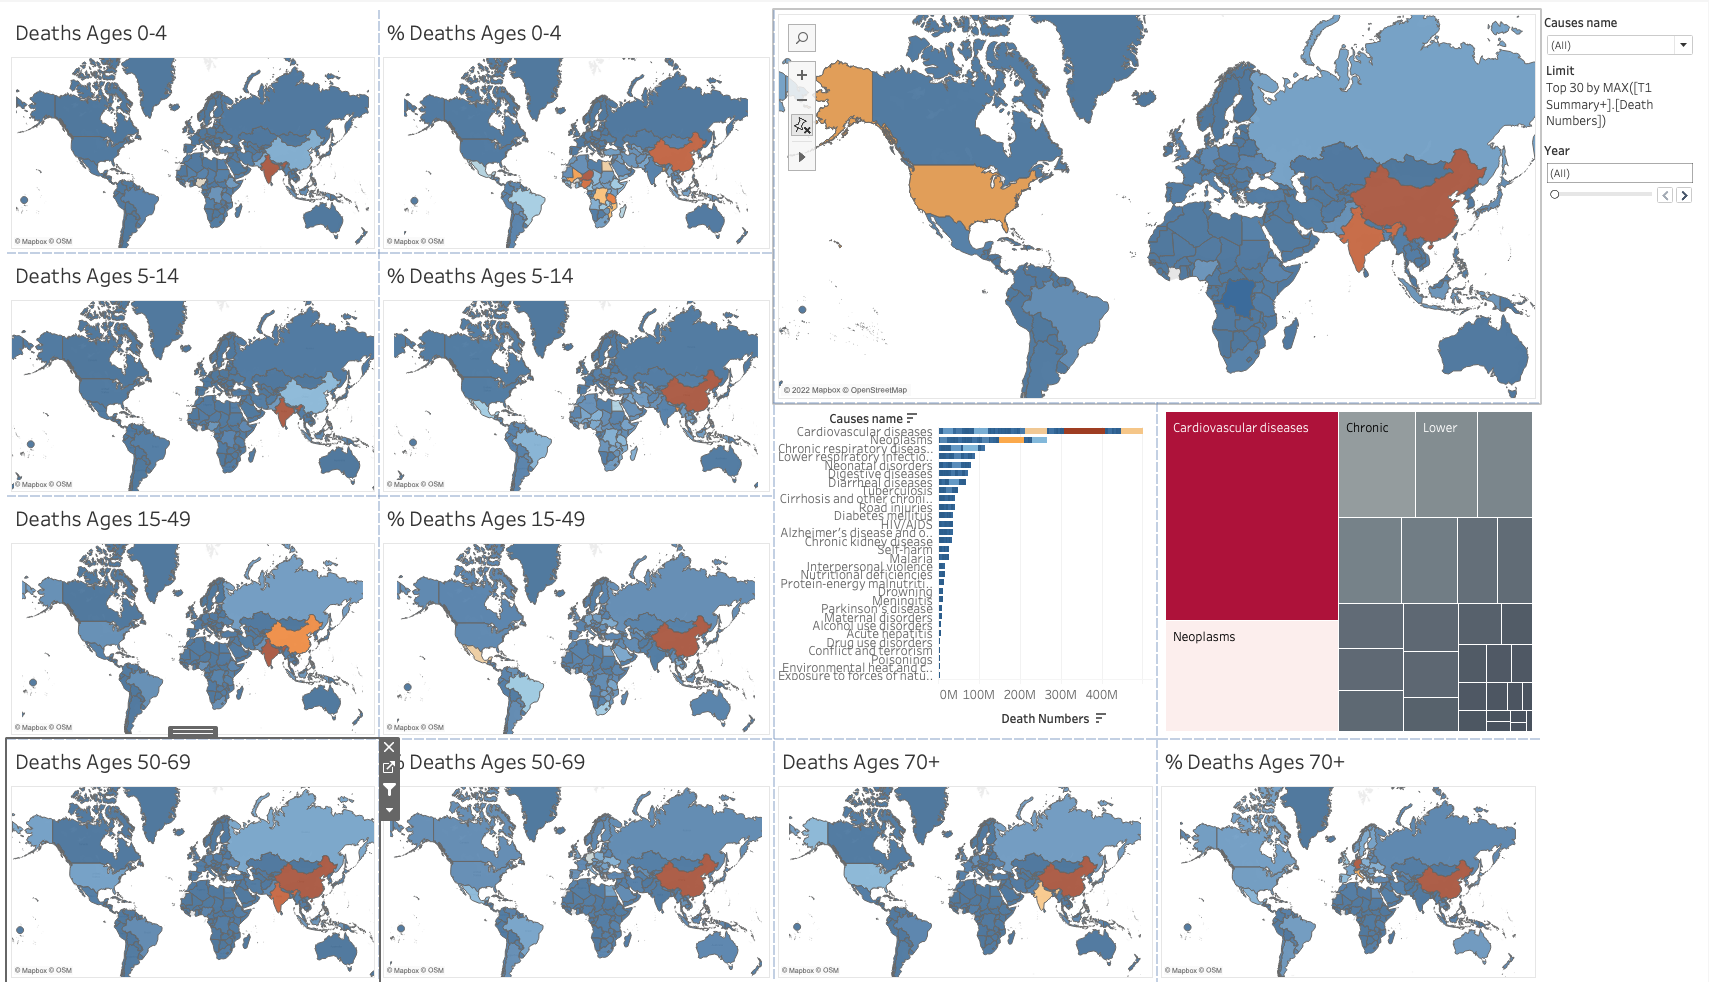 Deaths Ages 0-4
© Mapbox © OSM
% Deaths Ages 0-4
© Mapbox © OSM
© 2022 Mapbox © OpenStreetMap
Causes name
(All)
Limit
Top 30 by MAX([T1
Summary+].[Death
Numbers])
Year
(All)
Deaths Ages 5-14
© Mapbox © OSM
% Deaths Ages 5-14
© Mapbox © OSM
Deaths Ages 15-49
© Mapbox © OSM
% Deaths Ages 15-49
© Mapbox © OSM
Causes name
Cardiovascular diseases
Neoplasms
Chronic respiratory diseas..
Lower respiratory infectio..
Neonatal disorders
Digestive diseases
Diarrheal diseases
Tuberculosis
Cirrhosis and other chroni..
Road injuries
Diabetes mellitus
HIV/AIDS
Alzheimer's disease and o..
Chronic kidney disease
Self-harm
Malaria
Interpersonal violence
Nutritional deficiencies
Protein-energy malnutriti..
Drowning
Meningitis
Parkinson's disease
Maternal disorders
Alcohol use disorders
Acute hepatitis
Drug use disorders
Conflict and terrorism
Poisonings
Environmental heat and c..
Exposure to forces of natu..
0M 100M 200M 300M 400M
Death Numbers
Cardiovascular diseases
Chronic
Lower
Neoplasms
Deaths Ages 50-69
© Mapbox © OSM
% Deaths Ages 50-69
© Mapbox © OSM
Deaths Ages 70+
© Mapbox © OSM
% Deaths Ages 70+
© Mapbox © OSM